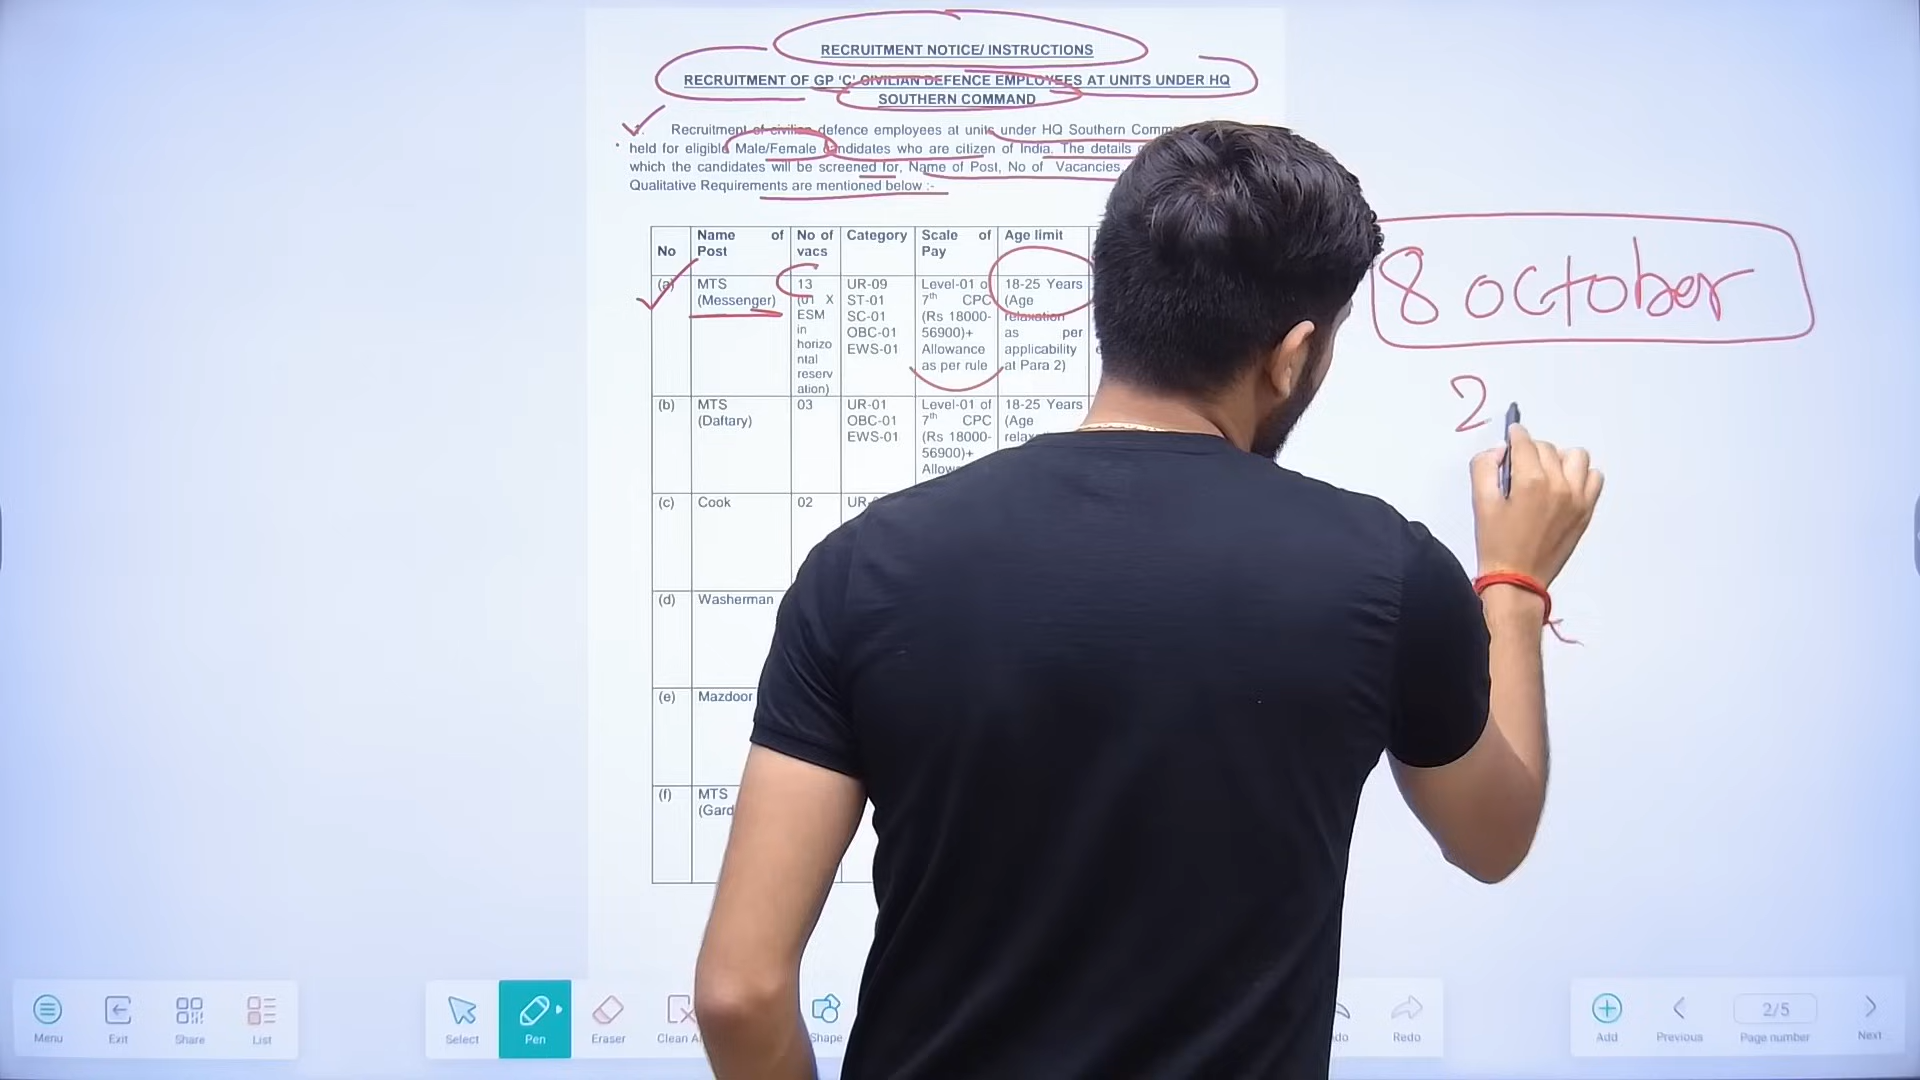 RECRUITMENT NOTICE/ INSTRUCTIONS
RECRUITMENT OF GP 'C' CIVILIAN DEFENCE EMPLOYEES AT UNITS UNDER HQ
SOUTHERN COMMAND
Recruitment of civilian defence employees at units under HQ Southern
held for eligible Male/Female candidates who are citizen of India. The details
which the candidates will be screened for, Name of Post, No of Vacancies,
Qualitative Requirements are mentioned below :-
No
Name of Post
No of vacs
Category
Scale of Pay
Age limit
(a)
MTS (Messenger)
13
(01 X
ESM
in
horizo
ntal
reserv
ation)
UR-09
ST-01
SC-01
OBC-01
EWS-01
Level-01 of
7th CPC
(Rs 18000-
56900)+
Allowance
as per rule
18-25 Years
(Age
relaxation
as per
applicability
at Para 2)
(b)
MTS
(Daftary)
03
UR-01
OBC-01
EWS-01
Level-01 of
7th CPC
(Rs 18000-
56900)+
18-25 Years
(Age
(c)
Cook
02
(d)
Washerman
(e)
Mazdoor
(f)
MTS
8 October
2
Menu
Exit
Share
List
Select
Pen
Eraser
Clean
Shape
Redo
Add
Previous
2/5
Page number
Next